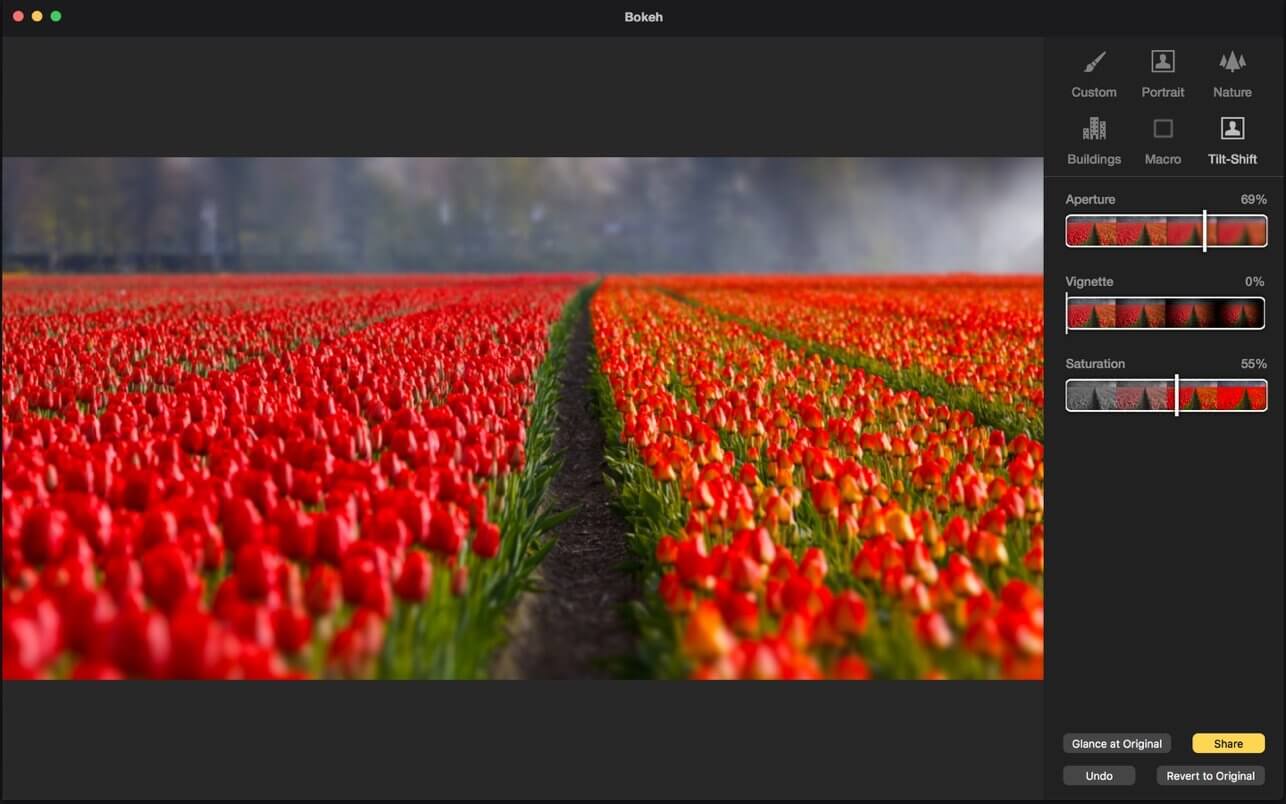 Bokeh
Custom Portrait Nature
Buildings Macro Tilt-Shift
Aperture 69%
Vignette 0%
Saturation 55%
Glance at Original Share
Undo Revert to Original